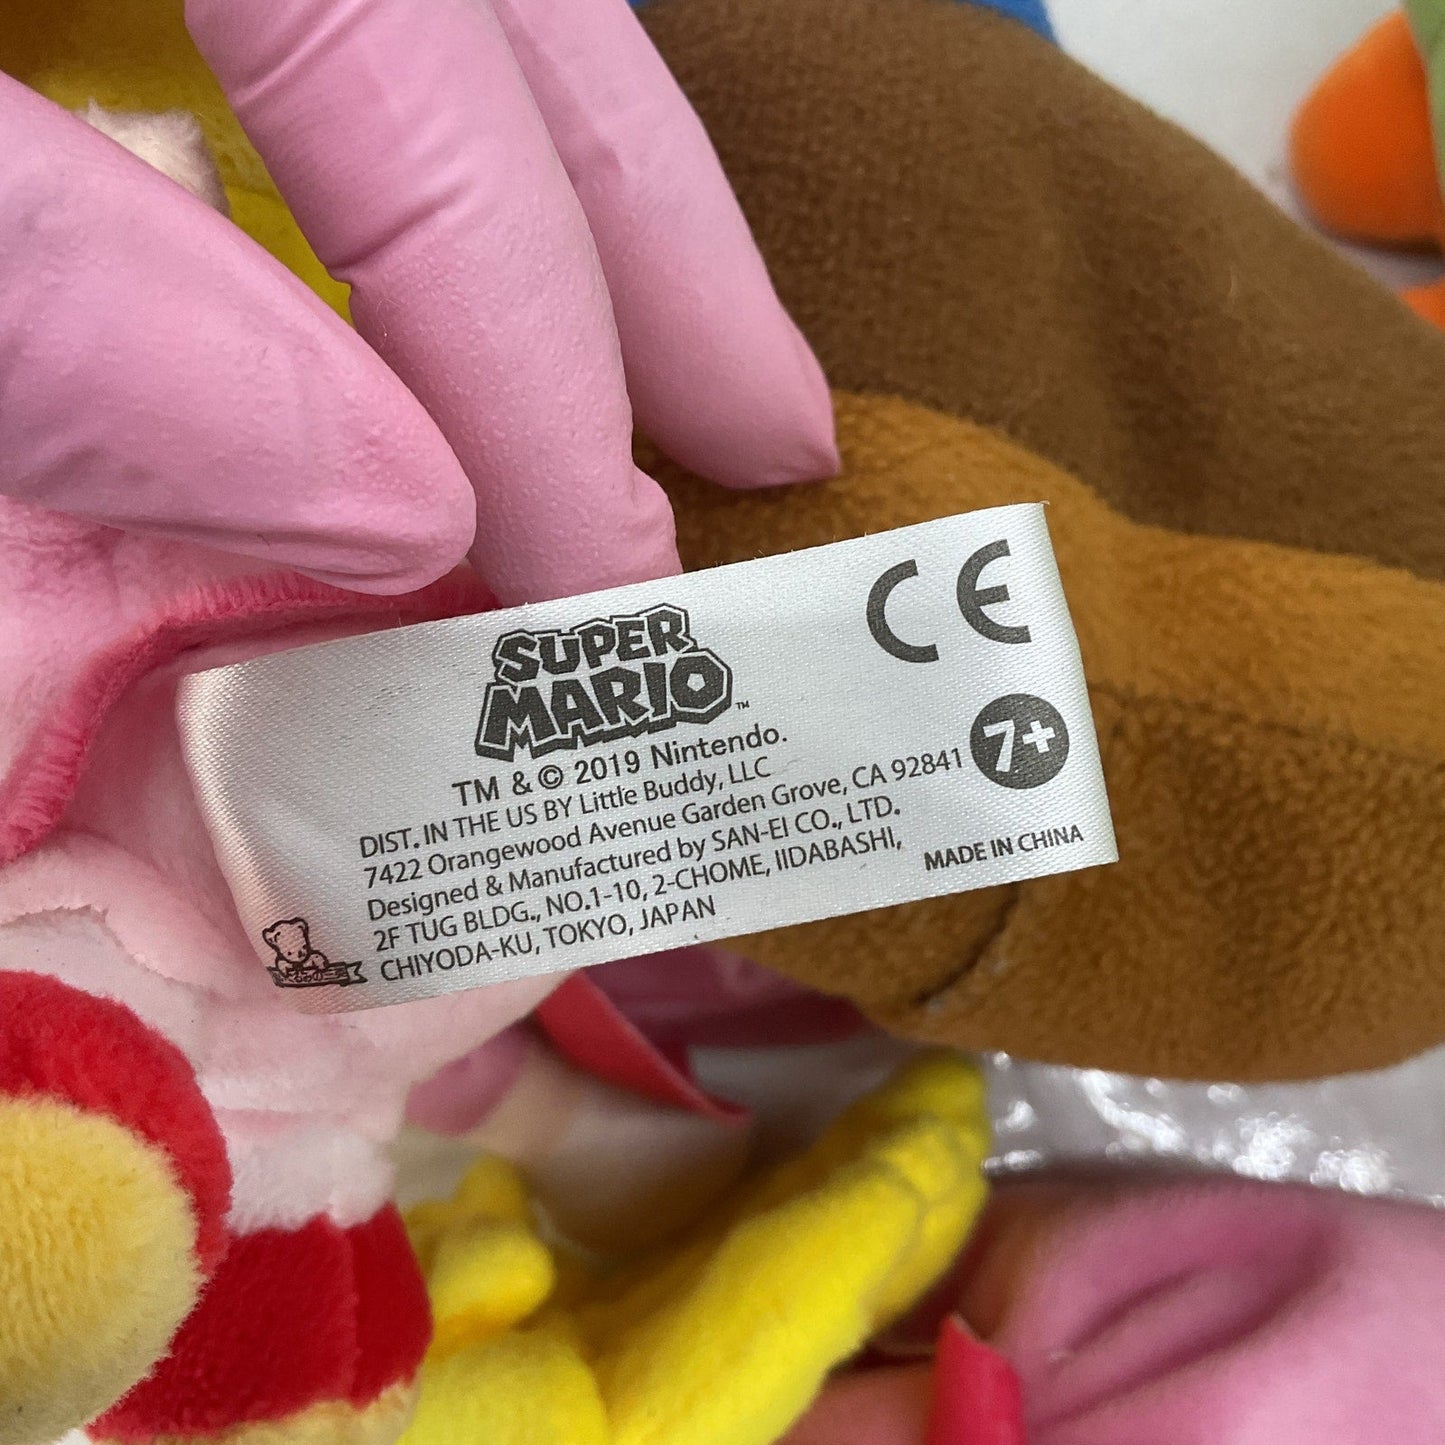 SUPER
MARIO™
TM & © 2019 Nintendo.
DIST. IN THE US BY Little Buddy, LLC
7422 Orangewood Avenue Garden Grove, CA 92841
Designed & Manufactured by SAN-EI CO., LTD.
2F TUG BLDG., NO.1-10, 2-CHOME, IIDABASHI,
CHIYODA-KU, TOKYO, JAPAN
CE
7+
MADE IN CHINA